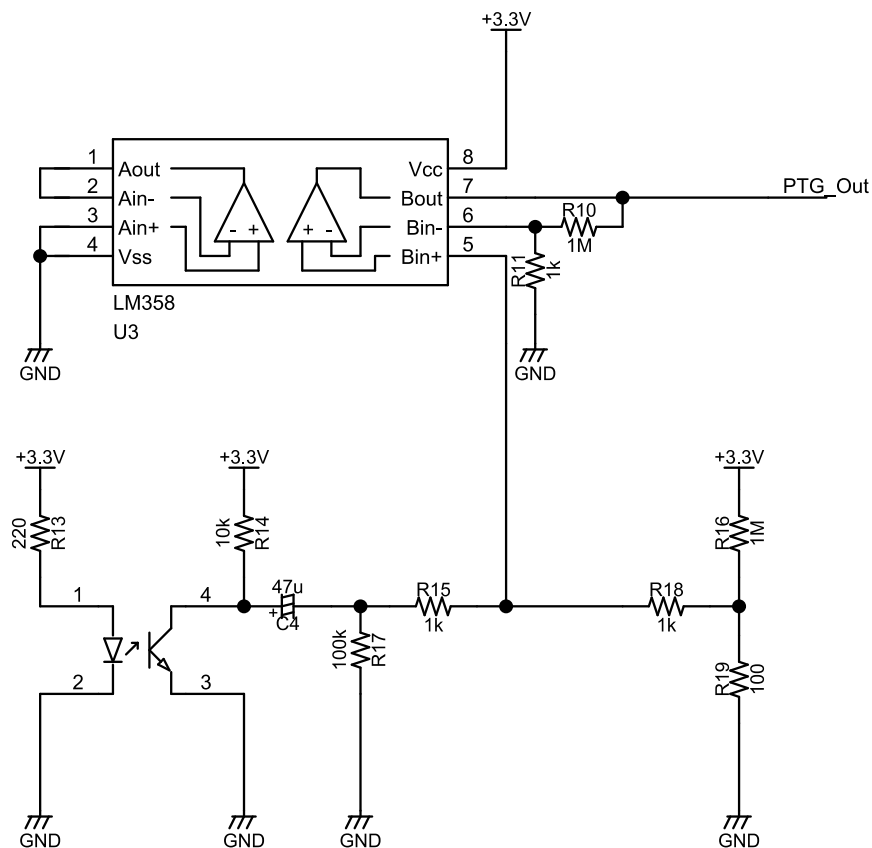 +3.3V
1 Aout Vcc 8
2 Ain- Bout 7 PTG_Out
3 Ain+ Bin- 6 R10
1M
4 Vss Bin+ 5
- + + -
R11 1k
LM358
U3
GND
GND
+3.3V
+3.3V
+3.3V
220 R13
10k R14
R16 1M
1
4
47u
+
C4
R15
1k
R18
1k
100k R17
R19 100
2
3
GND
GND
GND
GND